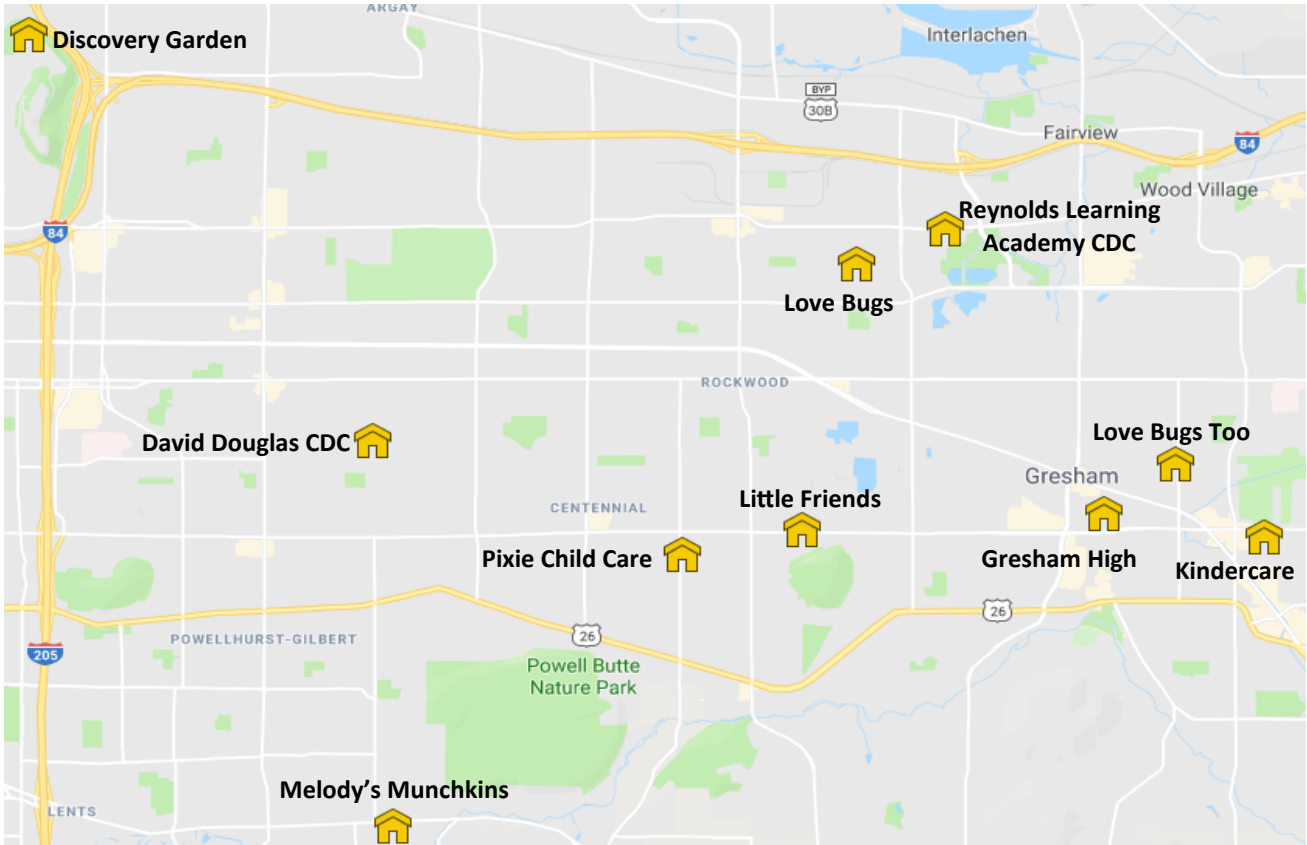 ARGAY
Discovery Garden
Interlachen
BYP
30B
Fairview
84
Wood Village
Reynolds Learning
Academy CDC
84
Love Bugs
ROCKWOOD
David Douglas CDC
Love Bugs Too
Gresham
Little Friends
CENTENNIAL
Pixie Child Care
Gresham High
Kindercare
26
26
POWELLHURST-GILBERT
205
Powell Butte
Nature Park
Melody’s Munchkins
LENTS